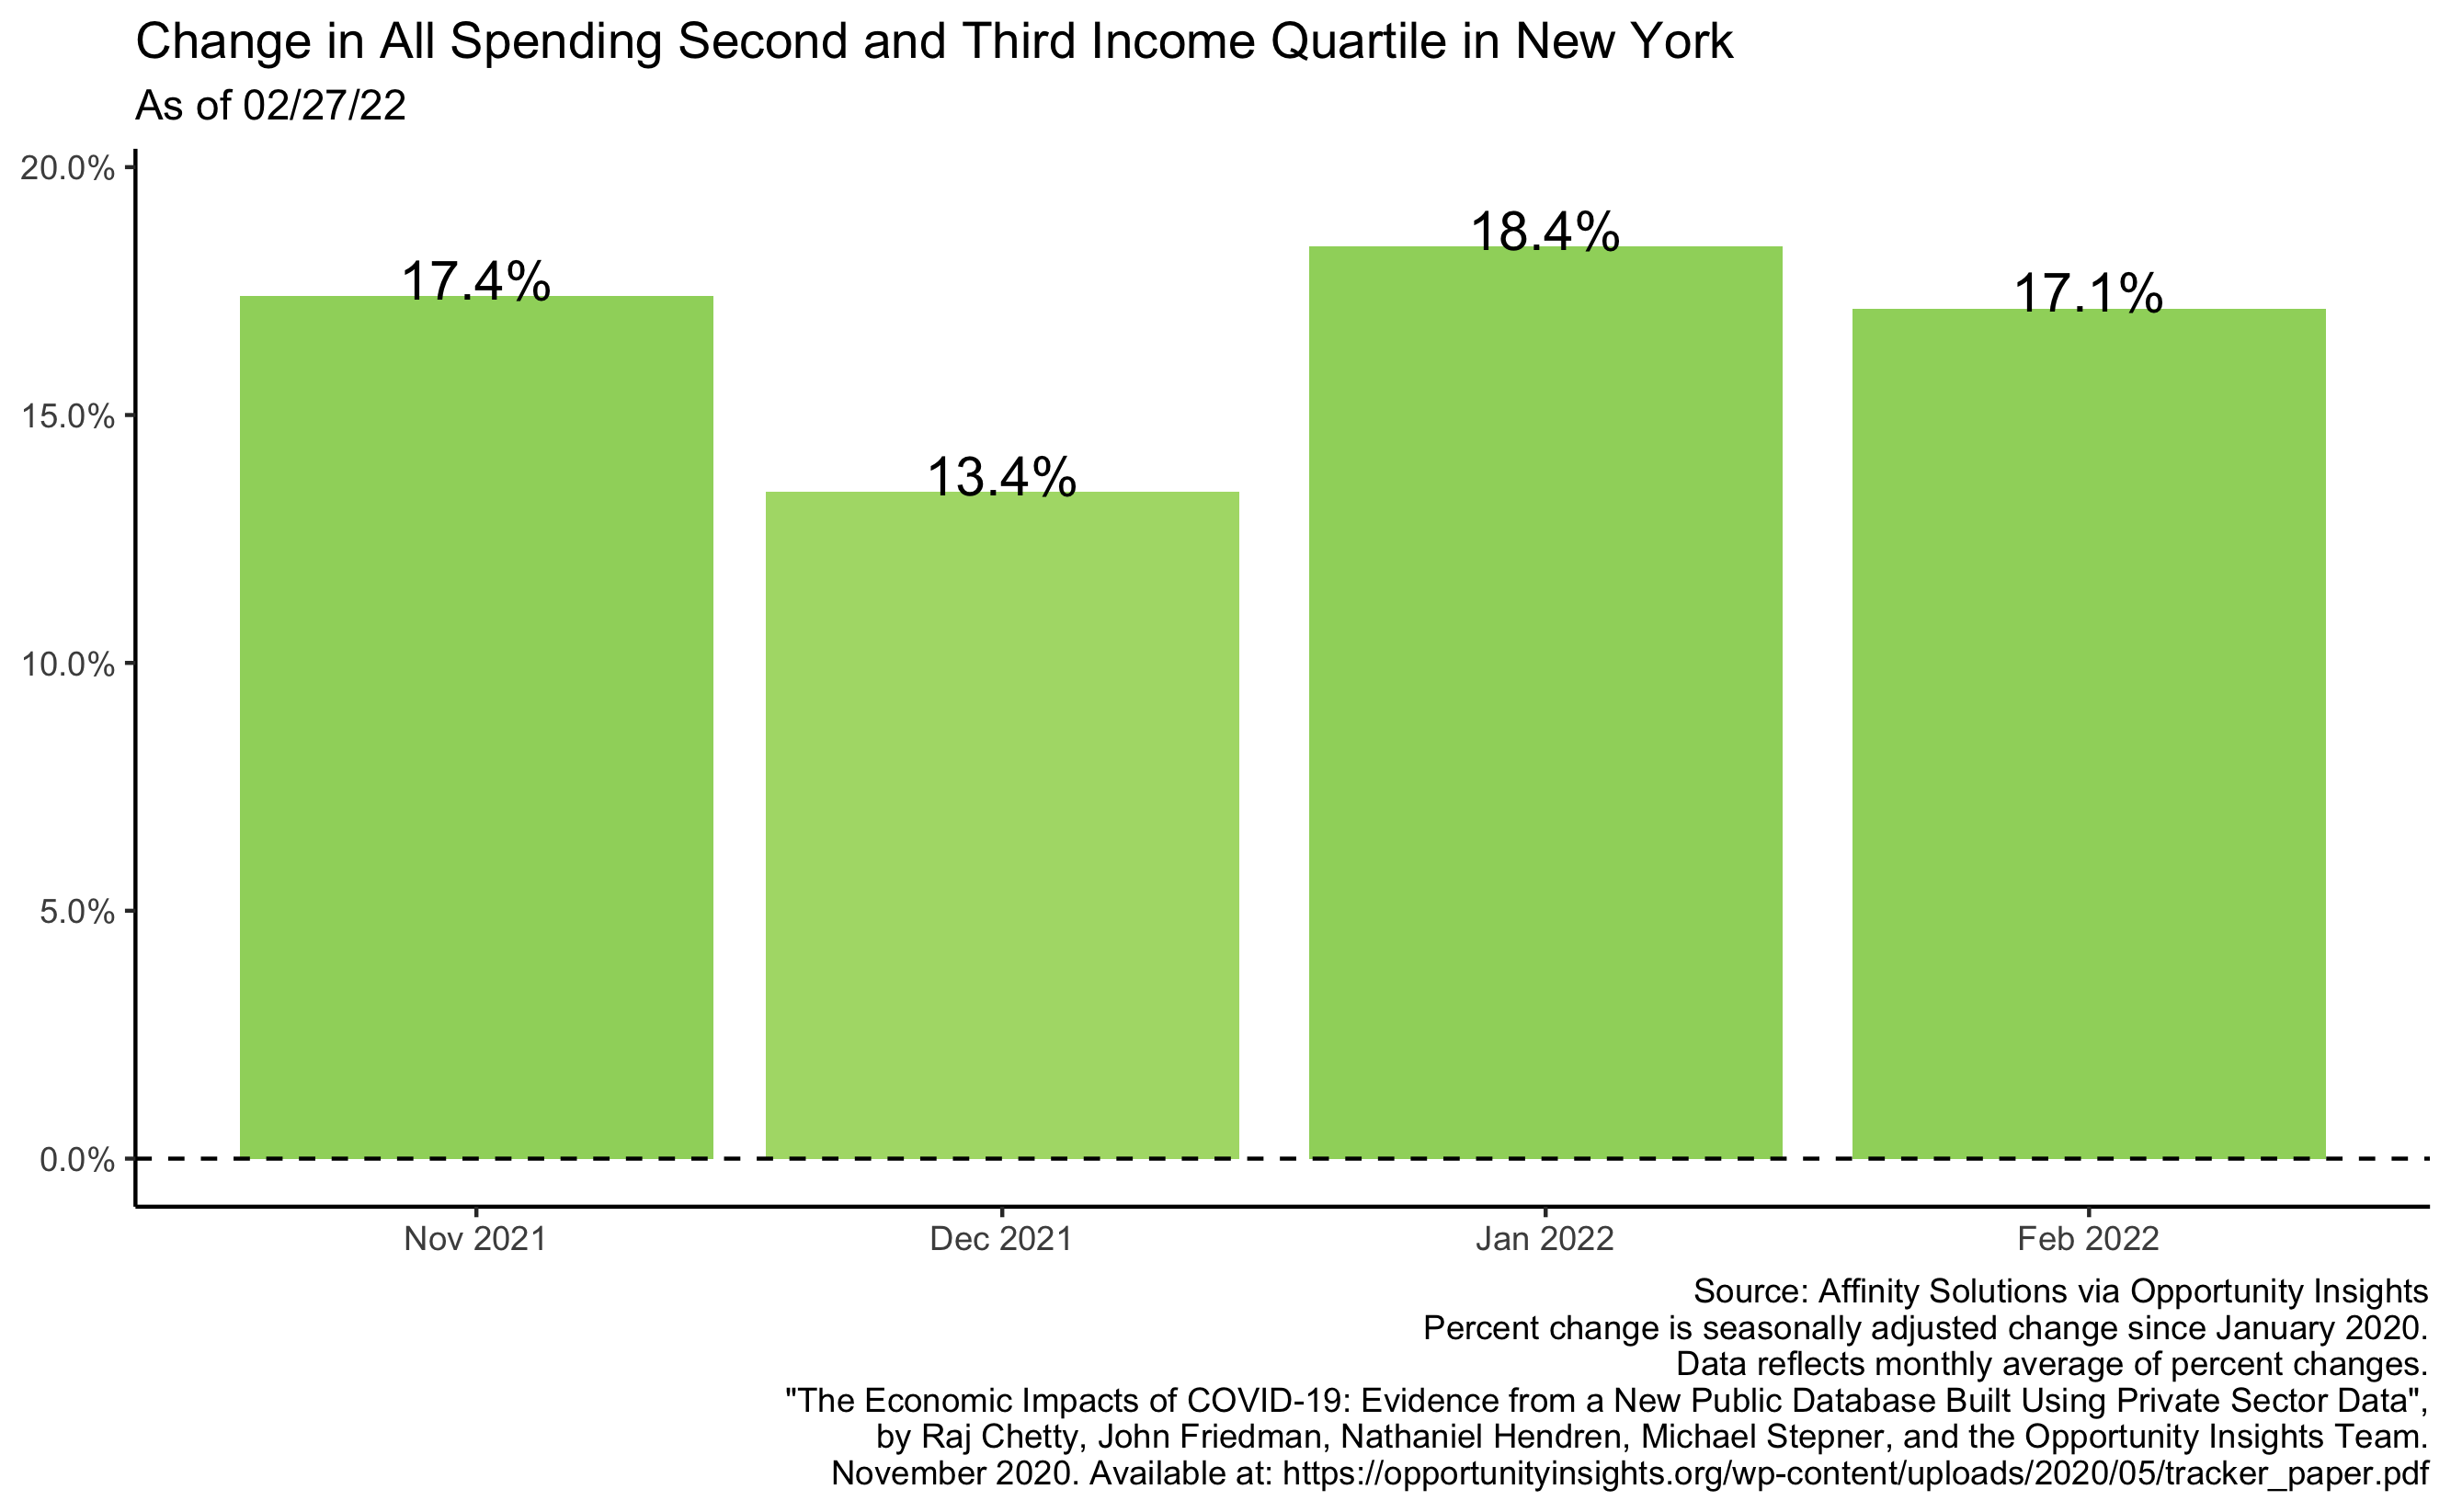 Change in All Spending Second and Third Income Quartile in New York
As of 02/27/22
20.0%
15.0%
10.0%
5.0%
0.0%
17.4%
13.4%
18.4%
17.1%
Nov 2021
Dec 2021
Jan 2022
Feb 2022
Source: Affinity Solutions via Opportunity Insights
Percent change is seasonally adjusted change since January 2020.
Data reflects monthly average of percent changes.
"The Economic Impacts of COVID-19: Evidence from a New Public Database Built Using Private Sector Data",
by Raj Chetty, John Friedman, Nathaniel Hendren, Michael Stepner, and the Opportunity Insights Team.
November 2020. Available at: https://opportunityinsights.org/wp-content/uploads/2020/05/tracker_paper.pdf